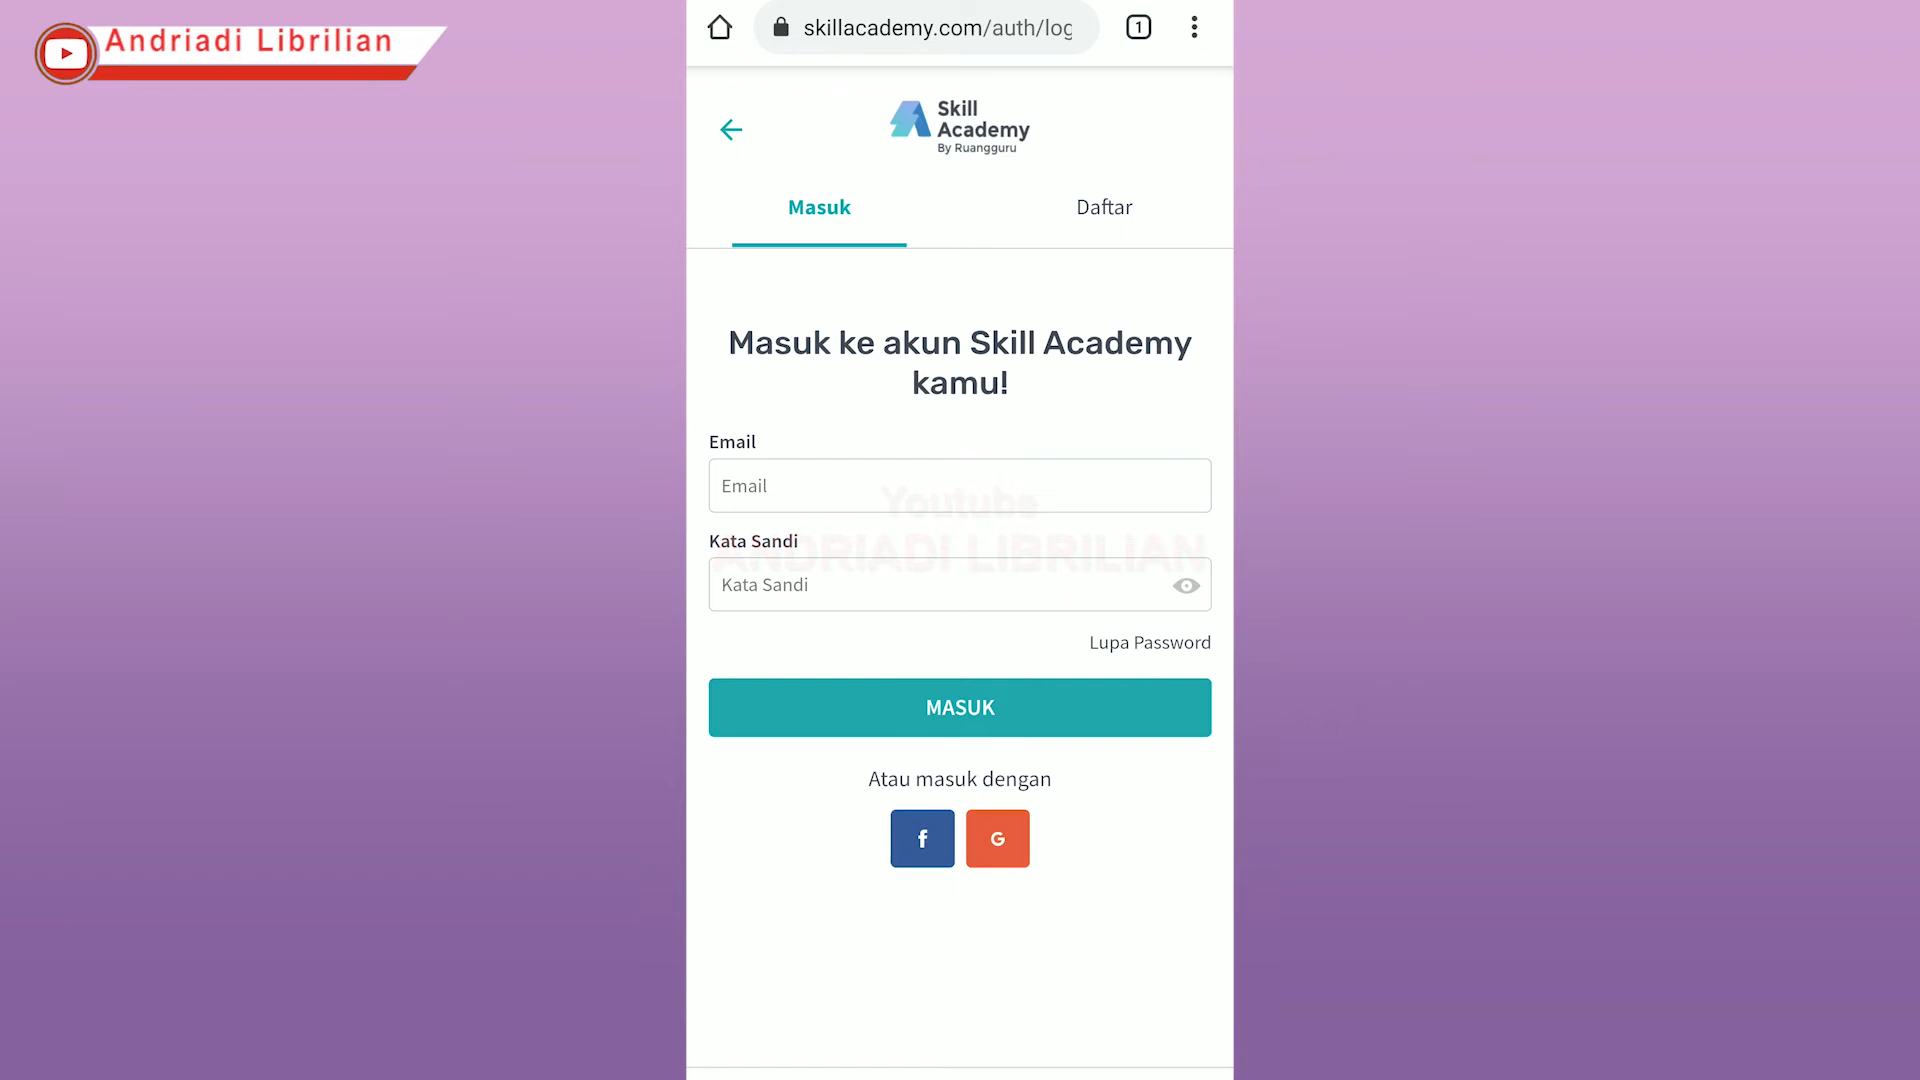 Andriadi Librilian
1
skillacademy.com/auth/log
Skill
Academy
By Ruangguru
Masuk
Daftar
Masuk ke akun Skill Academy
kamu!
Email
Email
Youtube
ANDRIADI LIBRILIAN
Kata Sandi
Kata Sandi
Lupa Password
MASUK
Atau masuk dengan
f
G